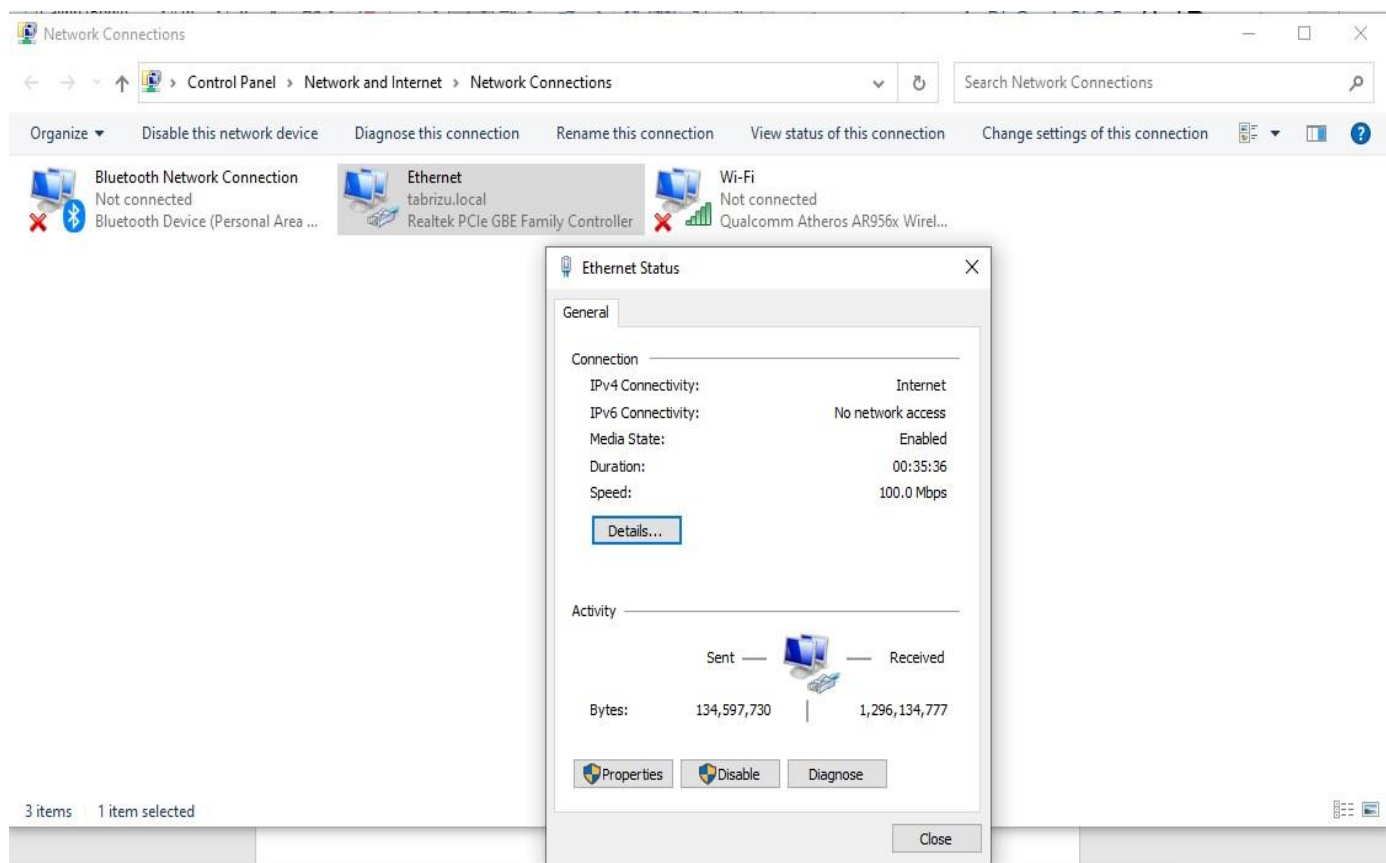 Network Connections
Control Panel > Network and Internet > Network Connections
Search Network Connections
Organize Disable this network device Diagnose this connection Rename this connection View status of this connection Change settings of this connection
Bluetooth Network Connection
Not connected
Bluetooth Device (Personal Area ...
Ethernet
tabrizu.local
Realtek PCIe GBE Family Controller
Wi-Fi
Not connected
Qualcomm Atheros AR956x Wirel...
Ethernet Status
General
Connection
IPv4 Connectivity: Internet
IPv6 Connectivity: No network access
Media State: Enabled
Duration: 00:35:36
Speed: 100.0 Mbps
Details...
Activity
Sent — — Received
Bytes: 134,597,730 | 1,296,134,777
Properties Disable Diagnose
Close
3 items 1 item selected